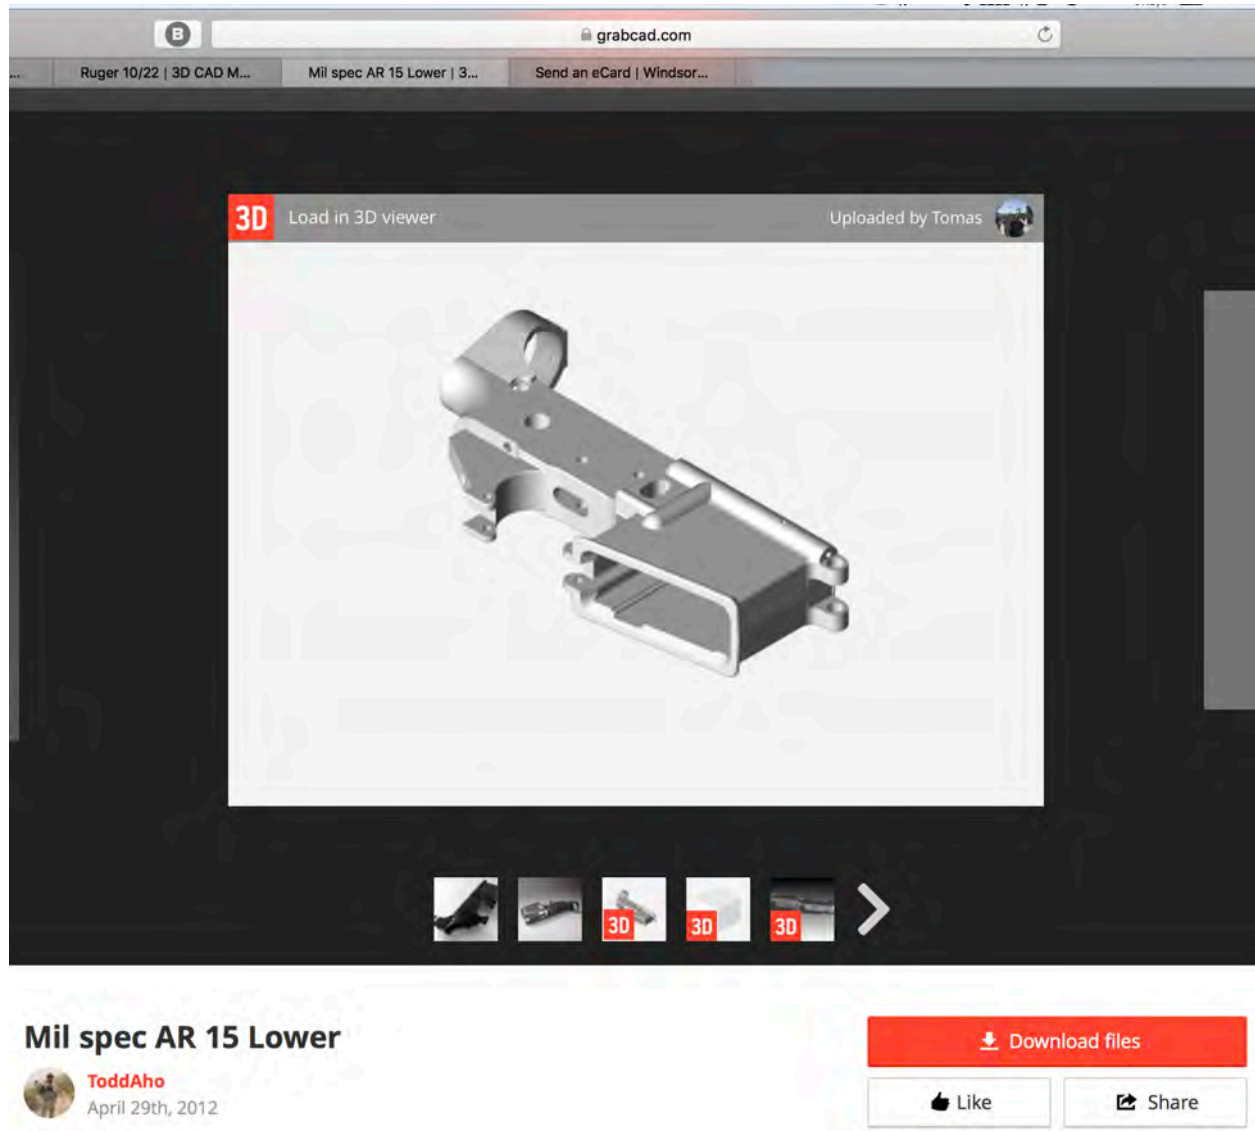 B
grabcad.com
...
Ruger 10/22 | 3D CAD M...
Mil spec AR 15 Lower | 3...
Send an eCard | Windsor...
3D
Load in 3D viewer
Uploaded by Tomas
3D
3D
3D
Mil spec AR 15 Lower
Download files
ToddAho
April 29th, 2012
Like
Share